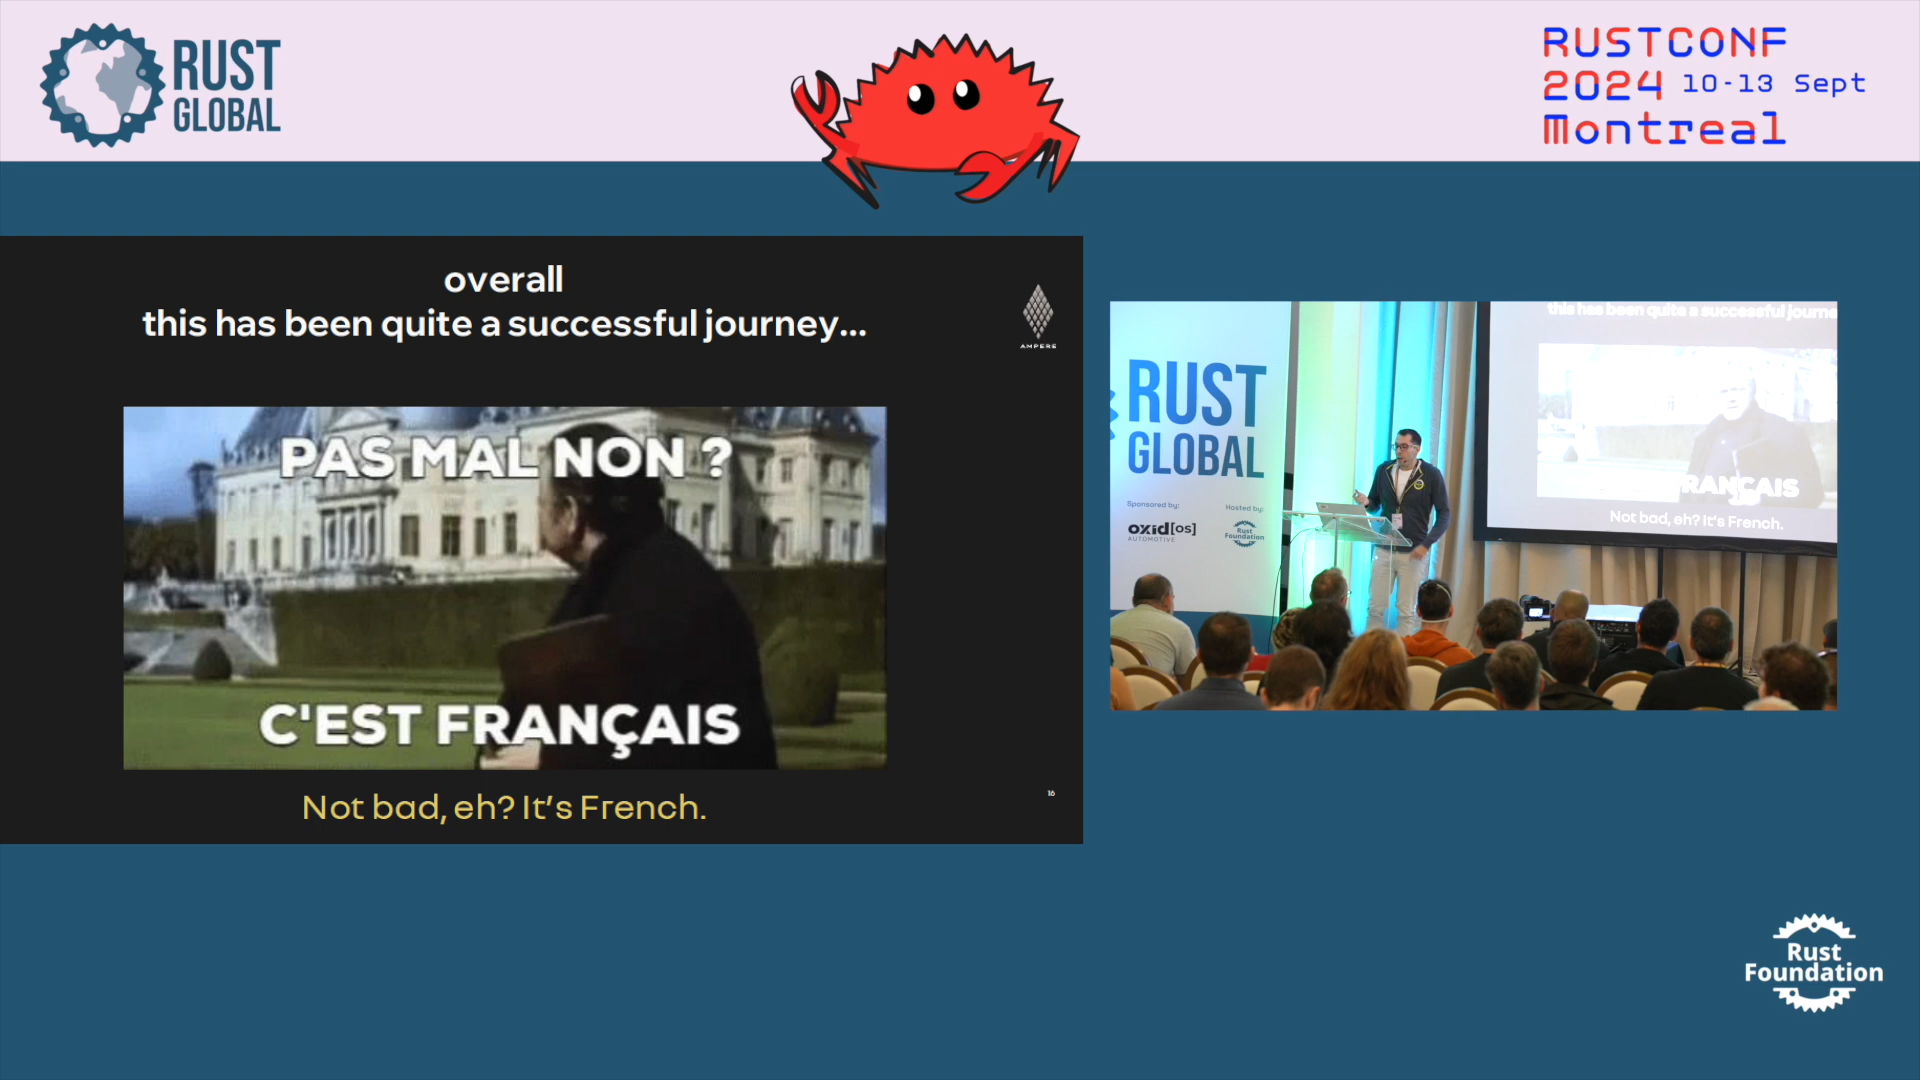 RUST
GLOBAL
RUSTCONF
2024 10-13 Sept
Montreal
overall
this has been quite a successful journey...
AMPERE
PAS MAL NON ?
C'EST FRANÇAIS
Not bad, eh? It's French.
16
this has been quite a successful journe
RANÇAIS
Not bad, eh? It's French.
RUST
GLOBAL
Sponsored by:
Hosted by:
oxid[os]
AUTOMOTIVE
Rust
Foundation
Rust
Foundation